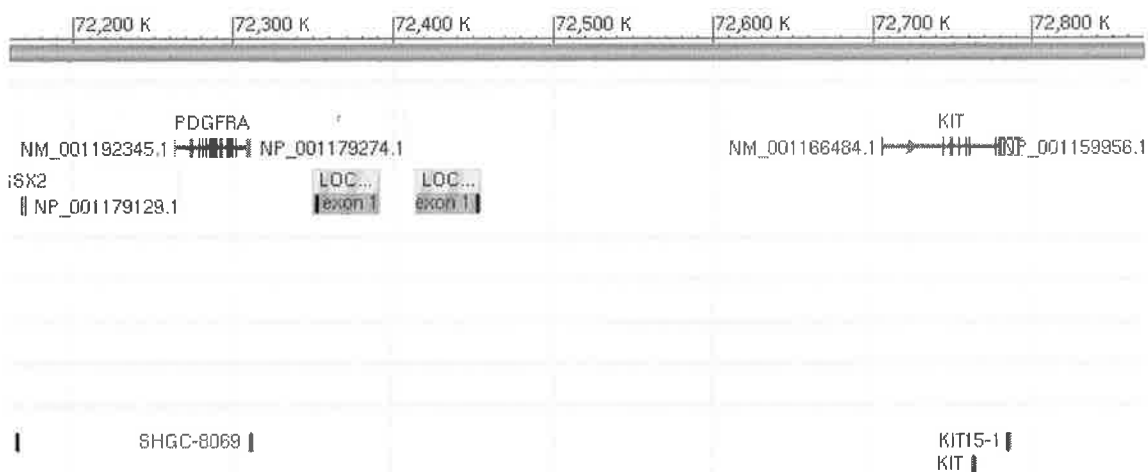 72,200 K 72,300 K 72,400 K 72,500 K 72,600 K 72,700 K 72,800 K
PDGFRA KIT
NM_001192345.1 NP_001179274.1 NM_001166484.1 NP_001159956.1
SX2 LOC... LOC...
NP_001179129.1 exon 1 exon 1
SHGC-8069 KIT15-1
KIT